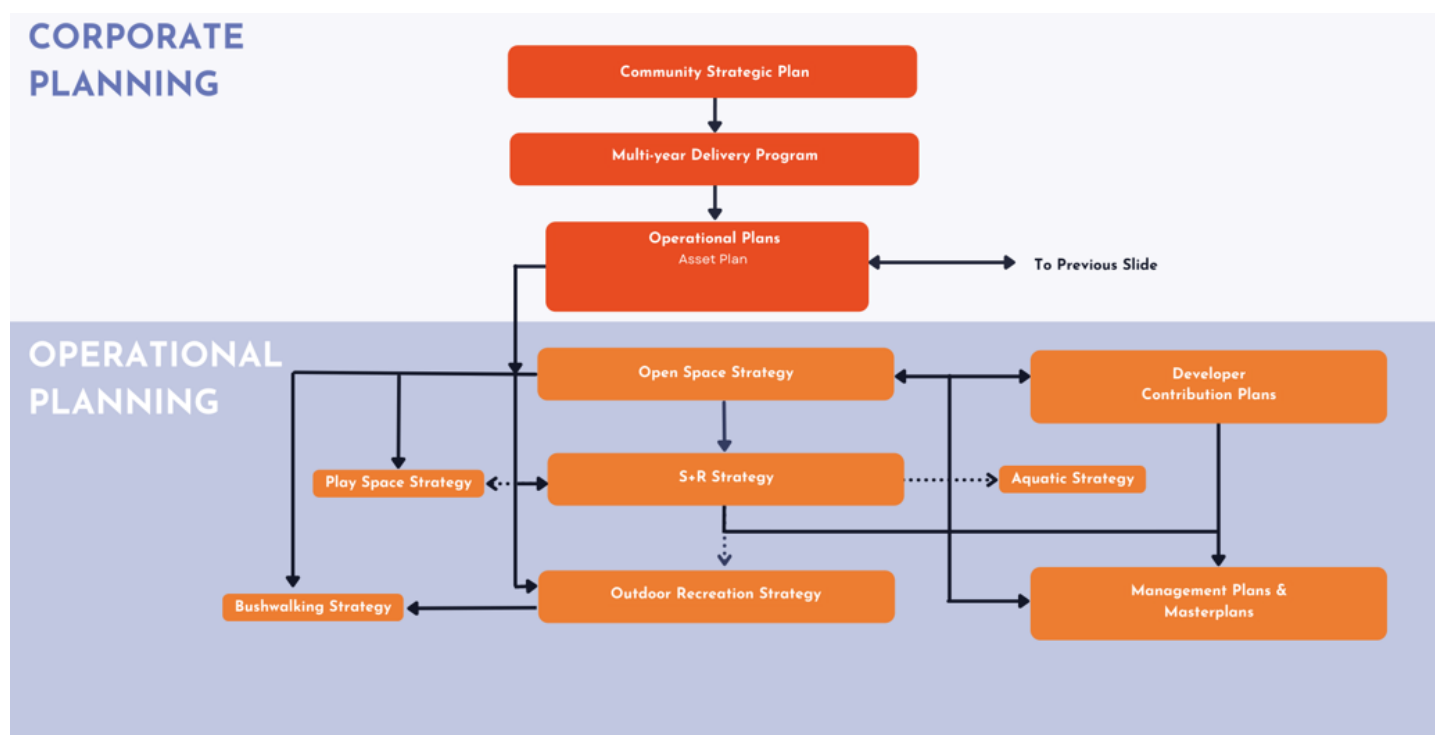 CORPORATE
PLANNING
Community Strategic Plan
Multi-year Delivery Program
Operational Plans
Asset Plan
To Previous Slide
OPERATIONAL
PLANNING
Open Space Strategy
Developer
Contribution Plans
Play Space Strategy
S+R Strategy
Aquatic Strategy
Bushwalking Strategy
Outdoor Recreation Strategy
Management Plans &
Masterplans